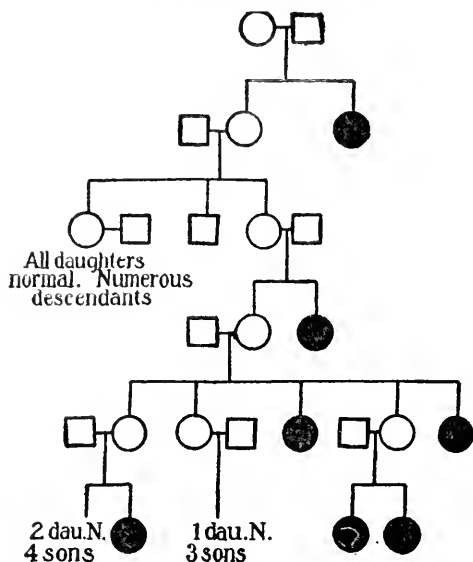 All daughters
normal. Numerous
descendants
2 dau.N.
4 sons
1 dau.N.
3 sons